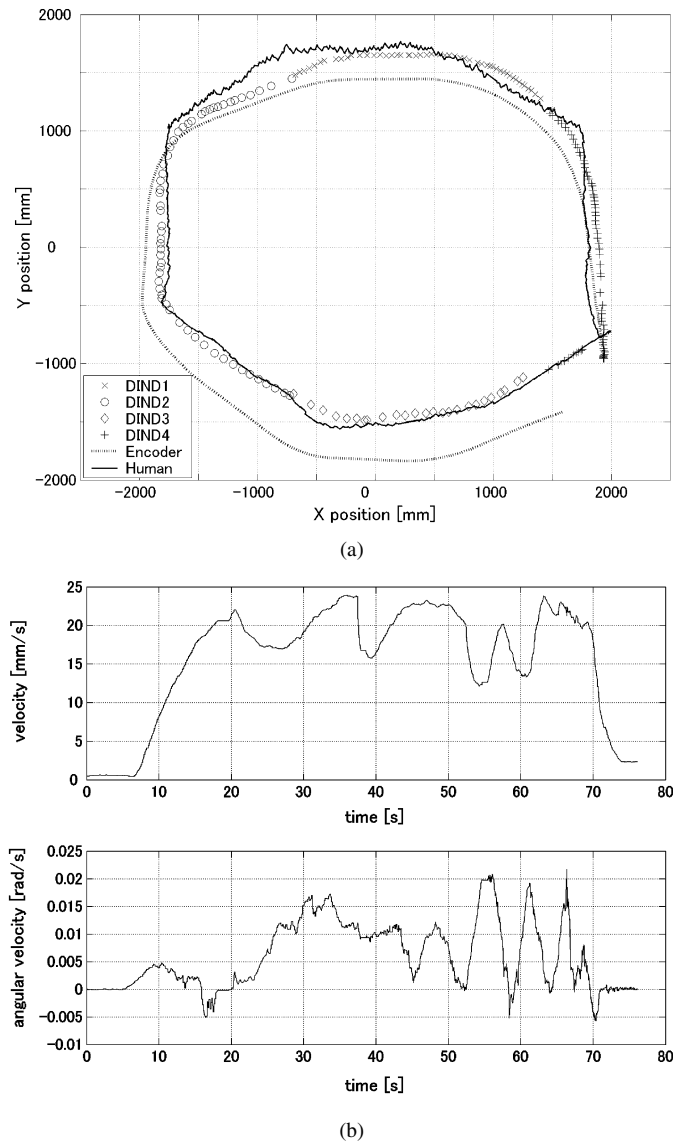 2000
1000
0
−1000
−2000
Y position [mm]
× DIND1
○ DIND2
◇ DIND3
+ DIND4
Encoder
Human
−2000 −1000 0 1000 2000
X position [mm]
(a)
25
20
15
10
5
0
velocity [mm/s]
0 10 20 30 40 50 60 70 80
time [s]
0.025
0.02
0.015
0.01
0.005
0
−0.005
−0.01
angular velocity [rad/s]
0 10 20 30 40 50 60 70 80
time [s]
(b)